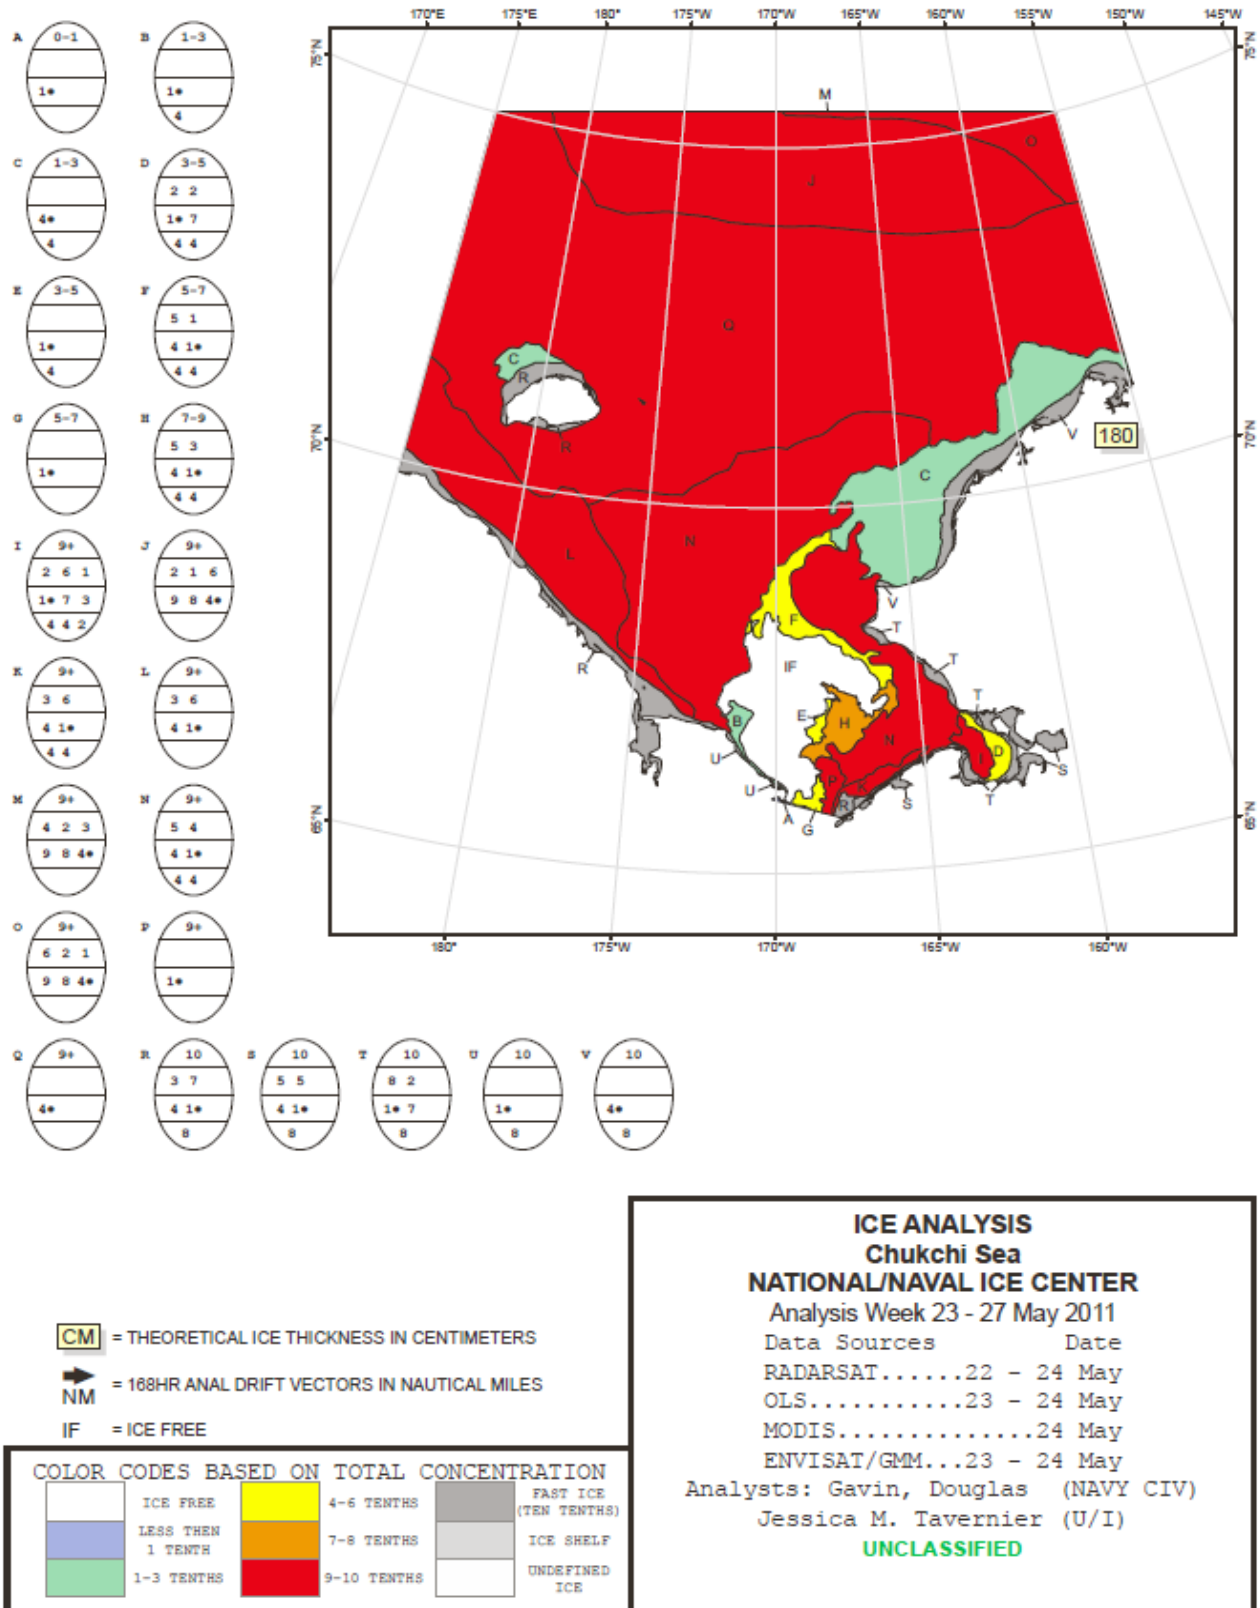 170°E 175°E 180° 175°W 170°W 165°W 160°W 155°W 150°W 145°W
75°N 75°N
70°N 70°N
65°N 65°N
180° 175°W 170°W 165°W 160°W
A 0-1
1•
B 1-3
1•
4
C 1-3
4•
4
D 3-5
2 2
1• 7
4 4
E 3-5
1•
4
F 5-7
5 1
4 1•
4 4
G 5-7
1•
H 7-9
5 3
4 1•
4 4
I 9+
2 6 1
1• 7 3
4 4 2
J 9+
2 1 6
9 8 4•
K 9+
3 6
4 1•
4 4
L 9+
3 6
4 1•
M 9+
4 2 3
9 8 4•
N 9+
5 4
4 1•
4 4
O 9+
6 2 1
9 8 4•
P 9+
1•
Q 9+
4•
R 10
3 7
4 1•
8
S 10
5 5
4 1•
8
T 10
8 2
1• 7
8
U 10
1•
8
V 10
4•
8
M
O
J
Q
C
R
R
V
180
C
N
L
V
T
F
R
IF
T
T
B
E
H
N
I
D
S
U
U
P
K
R
S
T
A
G
CM = THEORETICAL ICE THICKNESS IN CENTIMETERS
NM = 168HR ANAL DRIFT VECTORS IN NAUTICAL MILES
IF = ICE FREE
COLOR CODES BASED ON TOTAL CONCENTRATION
ICE FREE
LESS THEN
1 TENTH
1-3 TENTHS
4-6 TENTHS
7-8 TENTHS
9-10 TENTHS
FAST ICE
(TEN TENTHS)
ICE SHELF
UNDEFINED
ICE
ICE ANALYSIS
Chukchi Sea
NATIONAL/NAVAL ICE CENTER
Analysis Week 23 - 27 May 2011
Data Sources Date
RADARSAT......22 - 24 May
OLS...........23 - 24 May
MODIS..............24 May
ENVISAT/GMM...23 - 24 May
Analysts: Gavin, Douglas (NAVY CIV)
Jessica M. Tavernier (U/I)
UNCLASSIFIED